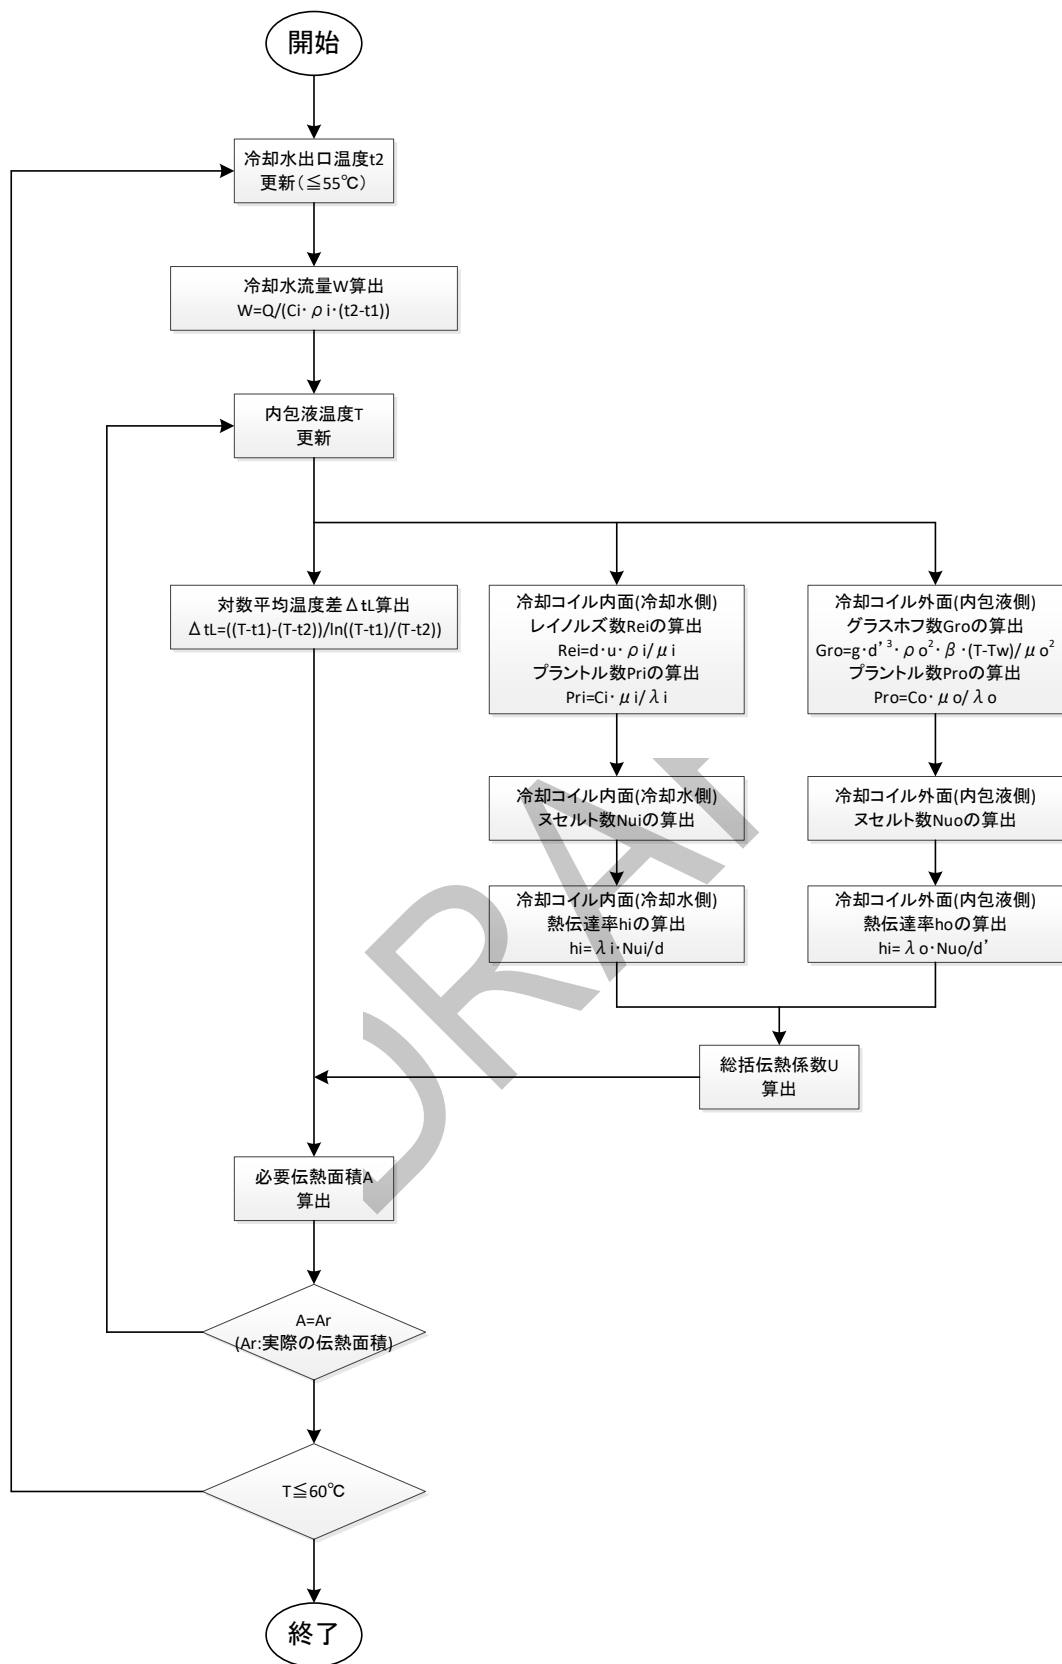 開始
冷却水出口温度t2
更新(≦55℃)
冷却水流量W算出
W=Q/(Ci・ρi・(t2-t1))
内包液温度T
更新
対数平均温度差ΔtL算出
ΔtL=((T-t1)-(T-t2))/ln((T-t1)/(T-t2))
冷却コイル内面(冷却水側)
レイノルズ数Reiの算出
Rei=d・u・ρi/μi
プラントル数Priの算出
Pri=Ci・μi/λi
冷却コイル外面(内包液側)
グラスホフ数Groの算出
Gro=g・d'³・ρo²・β・(T-Tw)/μo²
プラントル数Proの算出
Pro=Co・μo/λo
冷却コイル内面(冷却水側)
ヌセルト数Nuiの算出
冷却コイル外面(内包液側)
ヌセルト数Nuoの算出
冷却コイル内面(冷却水側)
熱伝達率hiの算出
hi=λi・Nui/d
冷却コイル外面(内包液側)
熱伝達率hoの算出
hi=λo・Nuo/d'
総括伝熱係数U
算出
必要伝熱面積A
算出
A=Ar
(Ar:実際の伝熱面積)
T≦60℃
終了